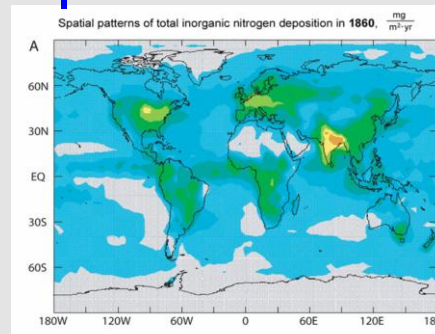 Spatial patterns of total inorganic nitrogen deposition in 1860, mg
m²·yr
A
60N
30N
EQ
30S
60S
180W 120W 60W 0 60E 120E